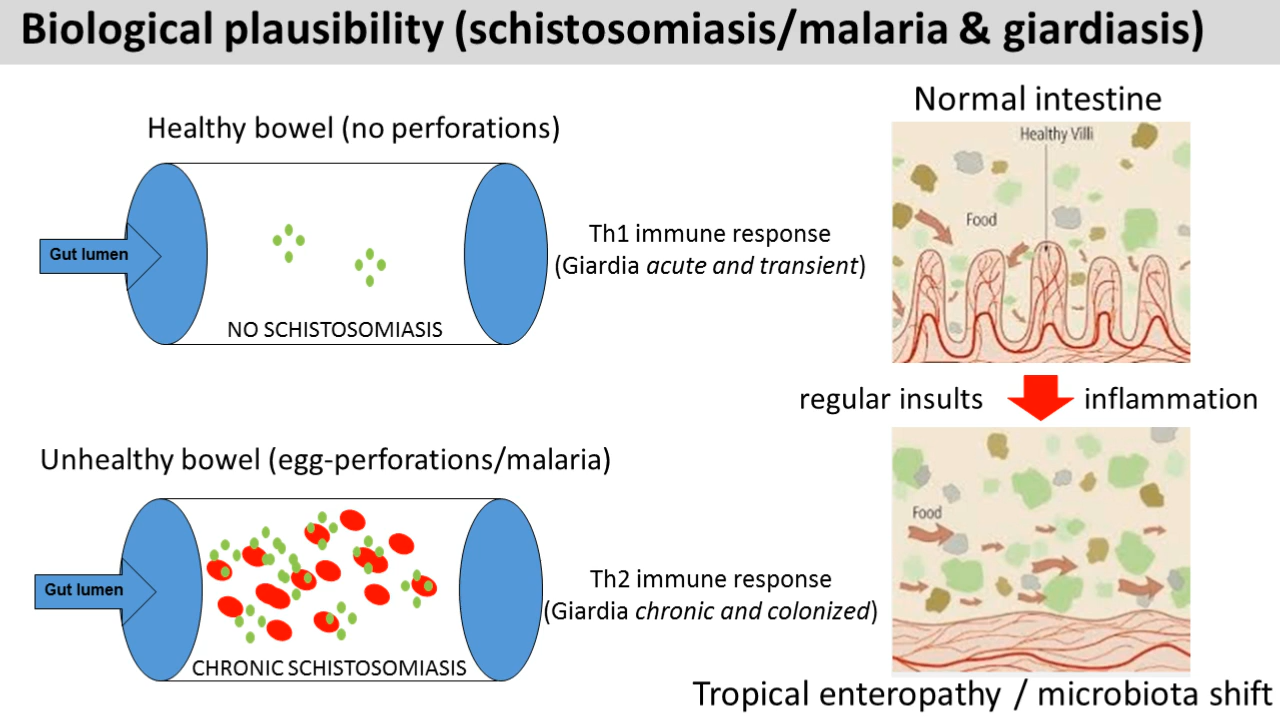 Biological plausibility (schistosomiasis/malaria & giardiasis)
Healthy bowel (no perforations)
Gut lumen
NO SCHISTOSOMIASIS
Th1 immune response
(Giardia acute and transient)
Normal intestine
Healthy Villi
Food
regular insults
inflammation
Unhealthy bowel (egg-perforations/malaria)
Gut lumen
CHRONIC SCHISTOSOMIASIS
Th2 immune response
(Giardia chronic and colonized)
Food
Tropical enteropathy / microbiota shift